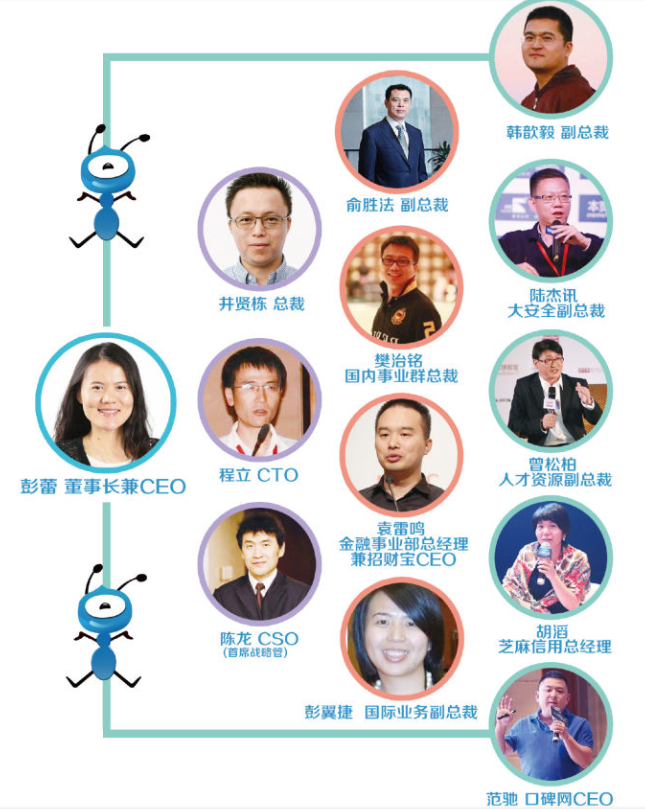 韩歆毅 副总裁
俞胜法 副总裁
井贤栋 总裁
陆杰讯
大安全副总裁
樊治铭
国内事业群总裁
彭蕾 董事长兼CEO
程立 CTO
曾松柏
人才资源副总裁
袁雷鸣
金融事业部总经理
兼招财宝CEO
陈龙 CSO
(首席战略管)
胡滔
芝麻信用总经理
彭翼捷 国际业务副总裁
范驰 口碑网CEO